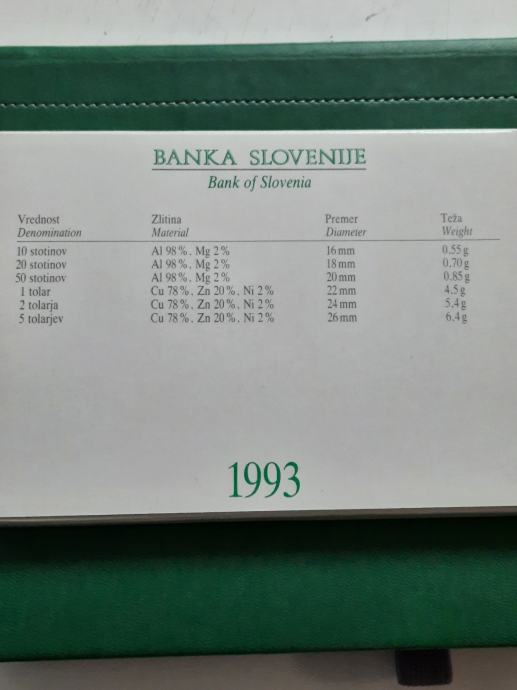 BANKA SLOVENIJE
Bank of Slovenia
Vrednost Zlitina Premer Teža
Denomination Material Diameter Weight
10 stotinov Al 98%, Mg 2% 16 mm 0.55 g
20 stotinov Al 98%, Mg 2% 18 mm 0.70 g
50 stotinov Al 98%, Mg 2% 20 mm 0.85 g
1 tolar Cu 78%, Zn 20%, Ni 2% 22 mm 4.5 g
2 tolarja Cu 78%, Zn 20%, Ni 2% 24 mm 5.4 g
5 tolarjev Cu 78%, Zn 20%, Ni 2% 26 mm 6.4 g
1993